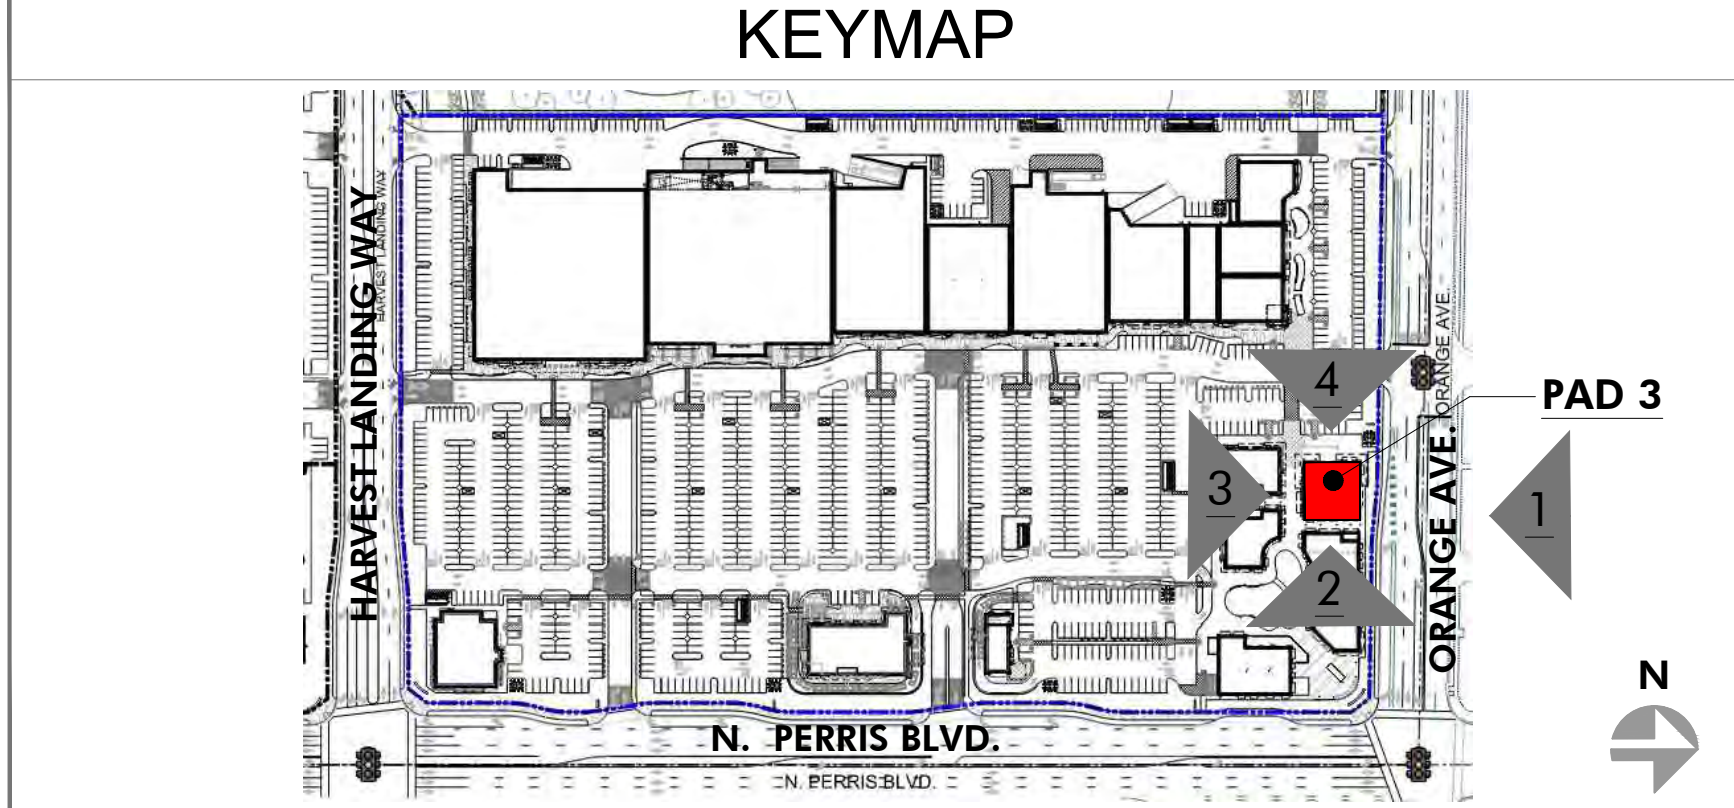 KEYMAP
HARVEST LANDING WAY
HARVEST LANDING WAY
4
PAD 3
3
1
2
ORANGE AVE.
ORANGE AVE.
N
N. PERRIS BLVD.
N. PERRIS BLVD.